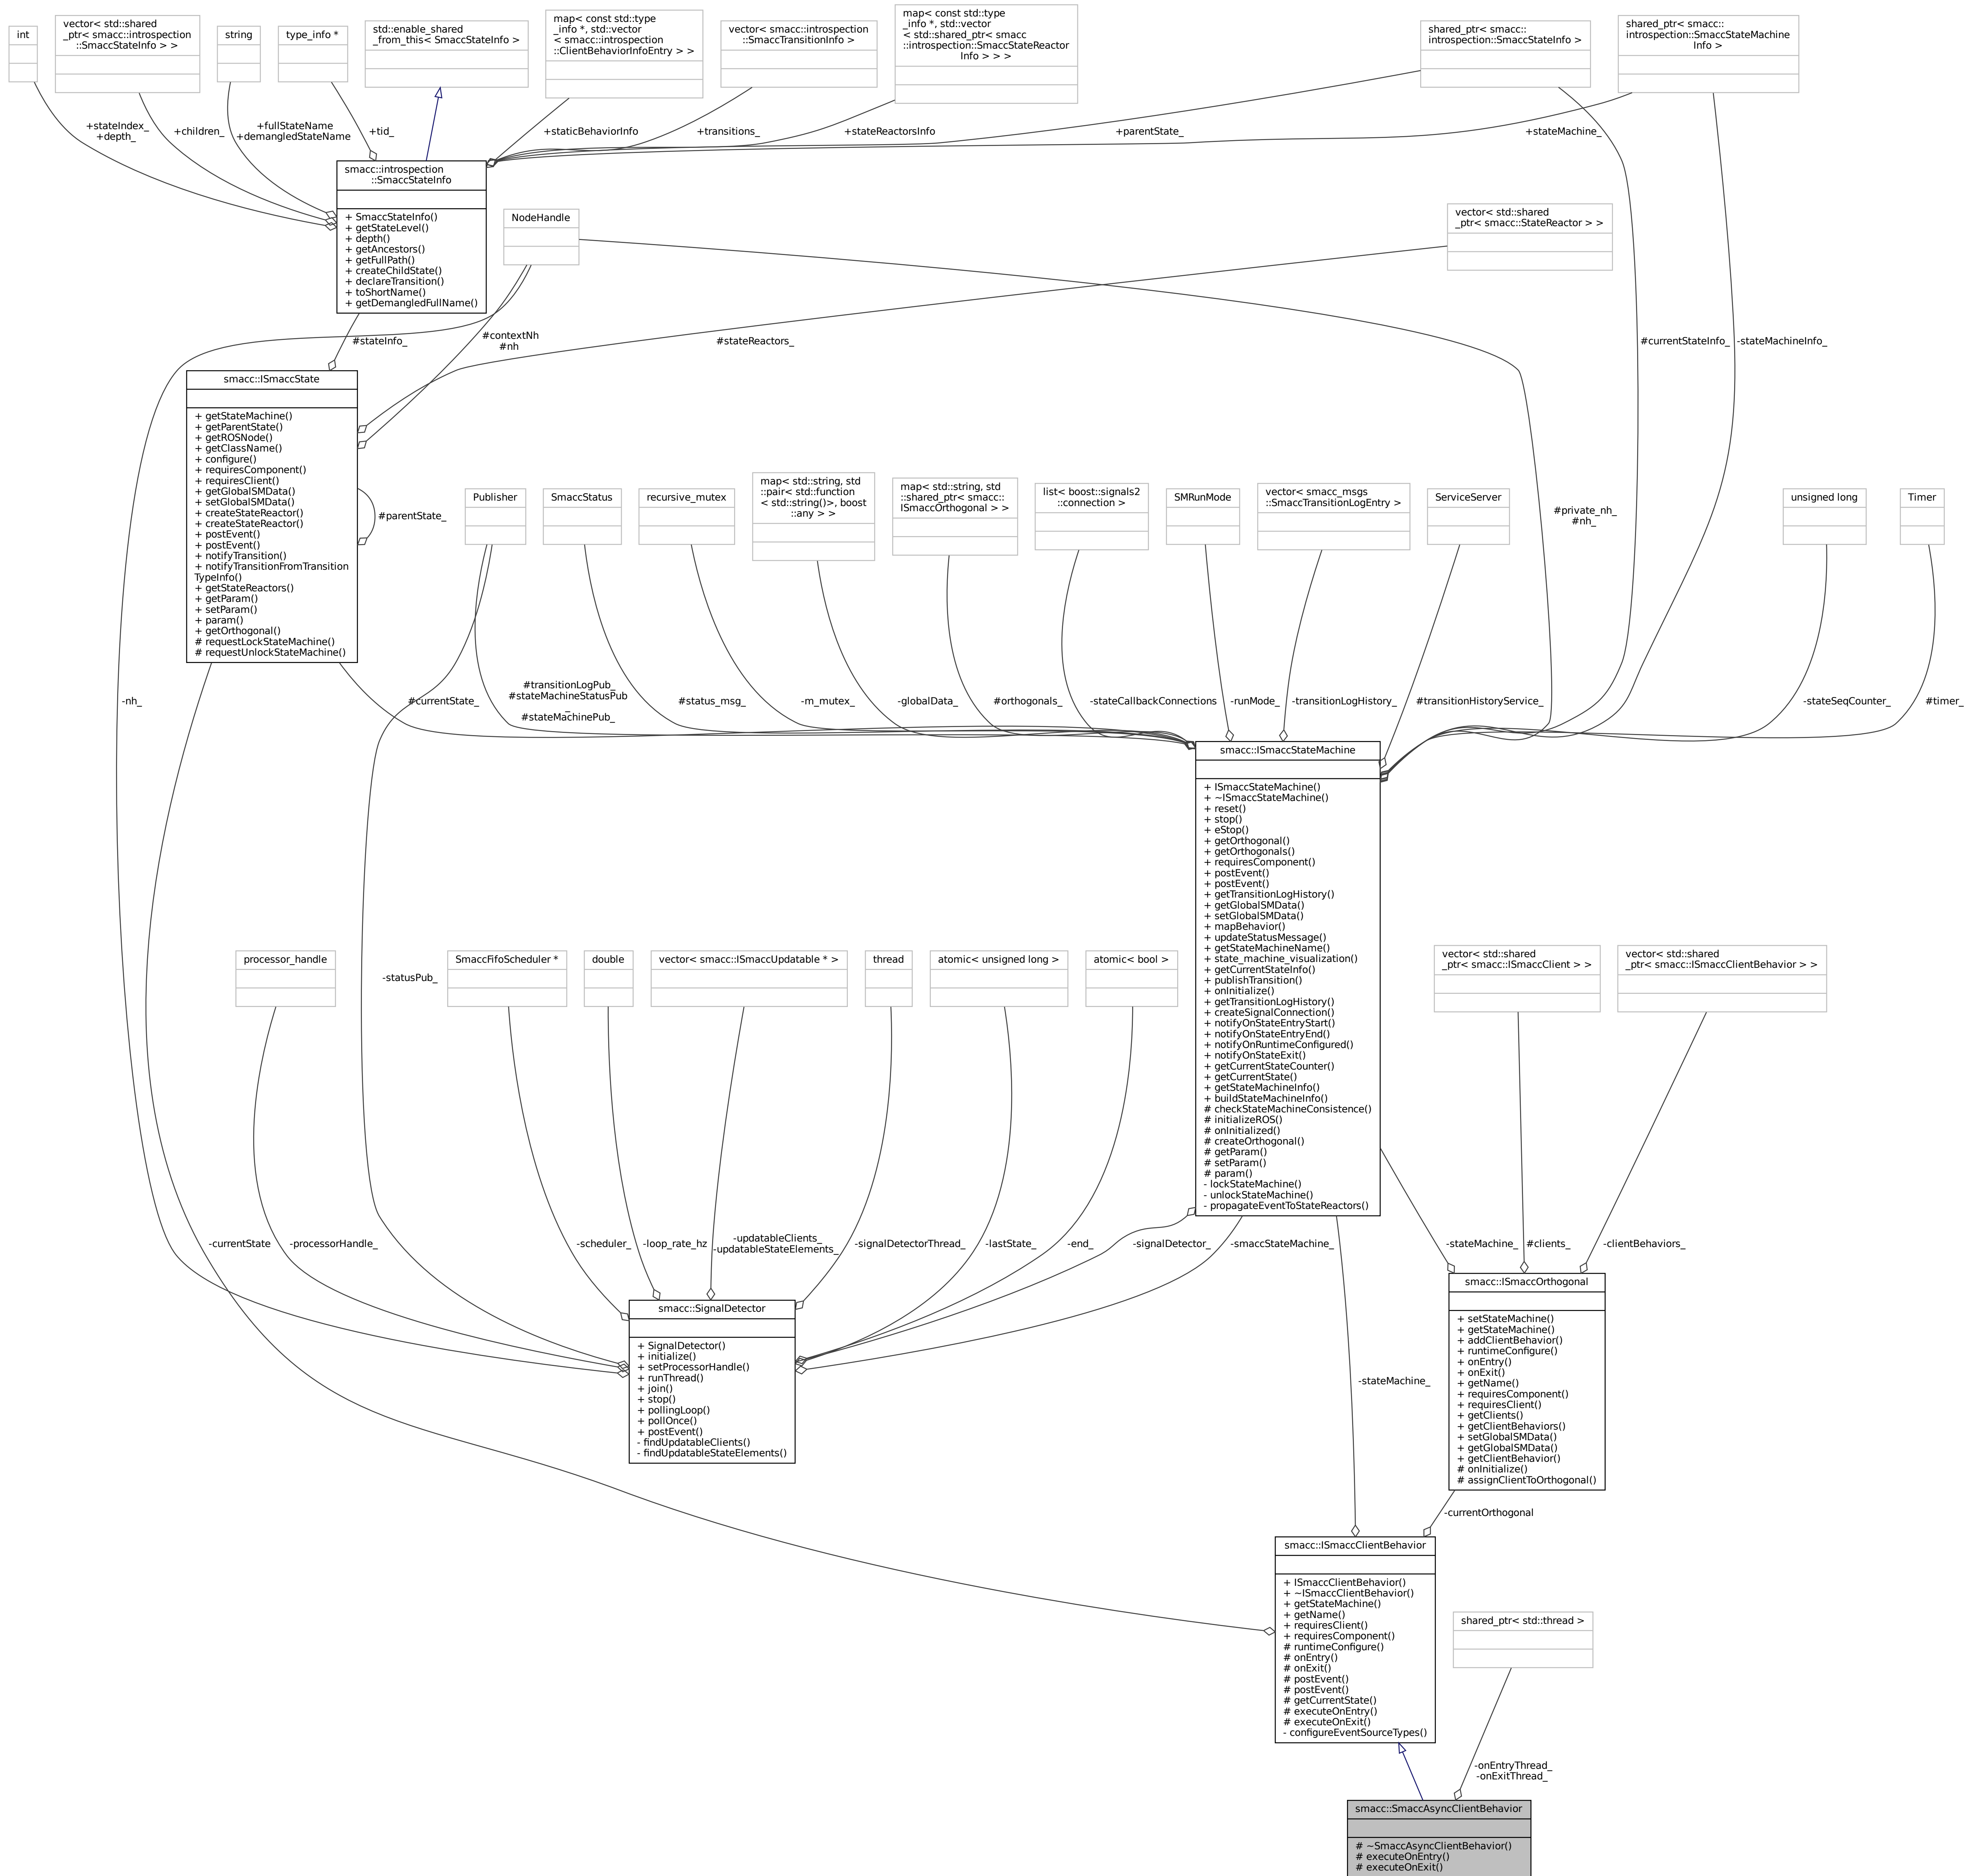 int
vector< std::shared
_ptr< smacc::introspection
::SmaccStateInfo > >
string
type_info *
std::enable_shared
_from_this< SmaccStateInfo >
map< const std::type
_info *, std::vector
< smacc::introspection
::ClientBehaviorInfoEntry > >
vector< smacc::introspection
::SmaccTransitionInfo >
map< const std::type
_info *, std::vector
< std::shared_ptr< smacc
::introspection::SmaccStateReactor
Info > > >
shared_ptr< smacc::
introspection::SmaccStateInfo >
shared_ptr< smacc::
introspection::SmaccStateMachine
Info >
+stateIndex_
+depth_
+children_
+fullStateName
+demangledStateName
+tid_
+staticBehaviorInfo
+transitions_
+stateReactorsInfo
+parentState_
+stateMachine_
smacc::introspection
::SmaccStateInfo
+ SmaccStateInfo()
+ getStateLevel()
+ depth()
+ getAncestors()
+ getFullPath()
+ createChildState()
+ declareTransition()
+ toShortName()
+ getDemangledFullName()
NodeHandle
vector< std::shared
_ptr< smacc::StateReactor > >
#stateInfo_
#contextNh
#nh
#stateReactors_
#currentStateInfo_
-stateMachineInfo_
smacc::ISmaccState
+ getStateMachine()
+ getParentState()
+ getROSNode()
+ getClassName()
+ configure()
+ requiresComponent()
+ requiresClient()
+ getGlobalSMData()
+ setGlobalSMData()
+ createStateReactor()
+ createStateReactor()
+ postEvent()
+ postEvent()
+ notifyTransition()
+ notifyTransitionFromTransition
TypeInfo()
+ getStateReactors()
+ getParam()
+ setParam()
+ param()
+ getOrthogonal()
# requestLockStateMachine()
# requestUnlockStateMachine()
#parentState_
Publisher
SmaccStatus
recursive_mutex
map< std::string, std
::pair< std::function
< std::string()>, boost
::any > >
map< std::string, std
::shared_ptr< smacc::
ISmaccOrthogonal > >
list< boost::signals2
::connection >
SMRunMode
vector< smacc_msgs
::SmaccTransitionLogEntry >
ServiceServer
#private_nh_
#nh_
unsigned long
Timer
-nh_
#currentState_
#transitionLogPub_
#stateMachineStatusPub
_
#stateMachinePub_
#status_msg_
-m_mutex_
-globalData_
#orthogonals_
-stateCallbackConnections
-runMode_
-transitionLogHistory_
#transitionHistoryService_
-stateSeqCounter_
#timer_
smacc::ISmaccStateMachine
+ ISmaccStateMachine()
+ ~ISmaccStateMachine()
+ reset()
+ stop()
+ eStop()
+ getOrthogonal()
+ getOrthogonals()
+ requiresComponent()
+ postEvent()
+ postEvent()
+ getTransitionLogHistory()
+ getGlobalSMData()
+ setGlobalSMData()
+ mapBehavior()
+ updateStatusMessage()
+ getStateMachineName()
+ state_machine_visualization()
+ getCurrentStateInfo()
+ publishTransition()
+ onInitialize()
+ getTransitionLogHistory()
+ createSignalConnection()
+ notifyOnStateEntryStart()
+ notifyOnStateEntryEnd()
+ notifyOnRuntimeConfigured()
+ notifyOnStateExit()
+ getCurrentStateCounter()
+ getCurrentState()
+ getStateMachineInfo()
+ buildStateMachineInfo()
# checkStateMachineConsistence()
# initializeROS()
# onInitialized()
# createOrthogonal()
# getParam()
# setParam()
# param()
- lockStateMachine()
- unlockStateMachine()
- propagateEventToStateReactors()
processor_handle
-statusPub_
SmaccFifoScheduler *
double
vector< smacc::ISmaccUpdatable * >
thread
atomic< unsigned long >
atomic< bool >
vector< std::shared
_ptr< smacc::ISmaccClient > >
vector< std::shared
_ptr< smacc::ISmaccClientBehavior > >
-currentState
-processorHandle_
-scheduler_
-loop_rate_hz
-updatableClients_
-updatableStateElements_
-signalDetectorThread_
-lastState_
-end_
-signalDetector_
-smaccStateMachine_
-stateMachine_
#clients_
-clientBehaviors_
smacc::SignalDetector
+ SignalDetector()
+ initialize()
+ setProcessorHandle()
+ runThread()
+ join()
+ stop()
+ pollingLoop()
+ pollOnce()
+ postEvent()
- findUpdatableClients()
- findUpdatableStateElements()
-stateMachine_
smacc::ISmaccOrthogonal
+ setStateMachine()
+ getStateMachine()
+ addClientBehavior()
+ runtimeConfigure()
+ onEntry()
+ onExit()
+ getName()
+ requiresComponent()
+ requiresClient()
+ getClients()
+ getClientBehaviors()
+ setGlobalSMData()
+ getGlobalSMData()
+ getClientBehavior()
# onInitialize()
# assignClientToOrthogonal()
-currentOrthogonal
smacc::ISmaccClientBehavior
+ ISmaccClientBehavior()
+ ~ISmaccClientBehavior()
+ getStateMachine()
+ getName()
+ requiresClient()
+ requiresComponent()
# runtimeConfigure()
# onEntry()
# onExit()
# postEvent()
# postEvent()
# getCurrentState()
# executeOnEntry()
# executeOnExit()
- configureEventSourceTypes()
shared_ptr< std::thread >
-onEntryThread_
-onExitThread_
smacc::SmaccAsyncClientBehavior
# ~SmaccAsyncClientBehavior()
# executeOnEntry()
# executeOnExit()